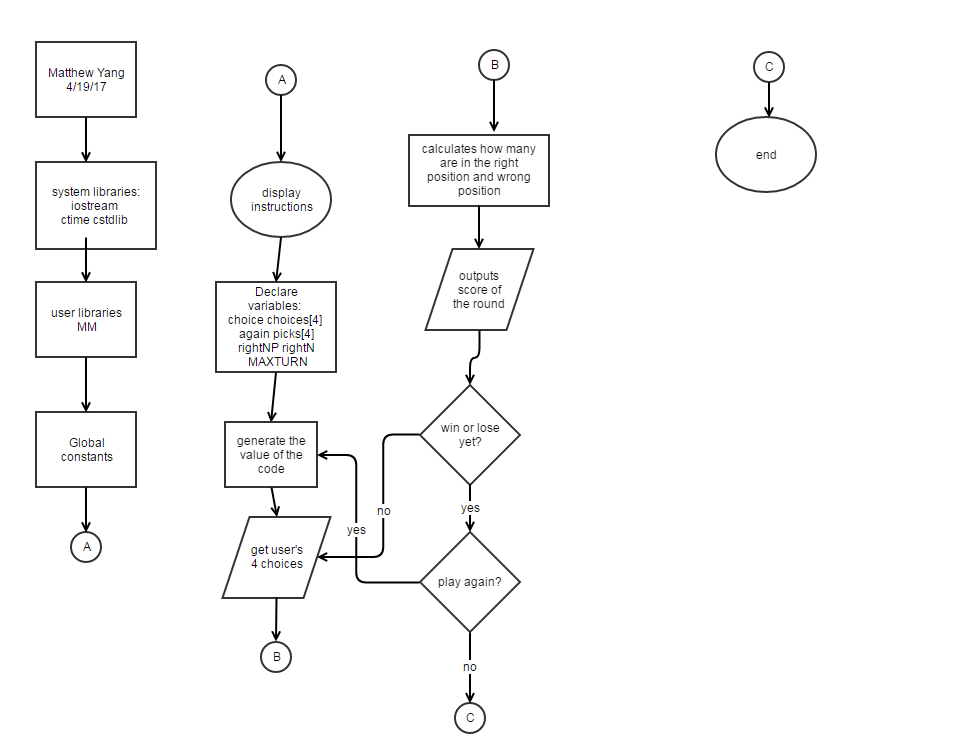 Matthew Yang
4/19/17
system libraries:
iostream
ctime cstdlib
user libraries
MM
Global
constants
A
A
display
instructions
Declare
variables:
choice choices[4]
again picks[4]
rightNP rightN
MAXTURN
generate the
value of the
code
get user's
4 choices
B
B
calculates how many
are in the right
position and wrong
position
outputs
score of
the round
win or lose
yet?
no
yes
play again?
yes
no
C
C
end